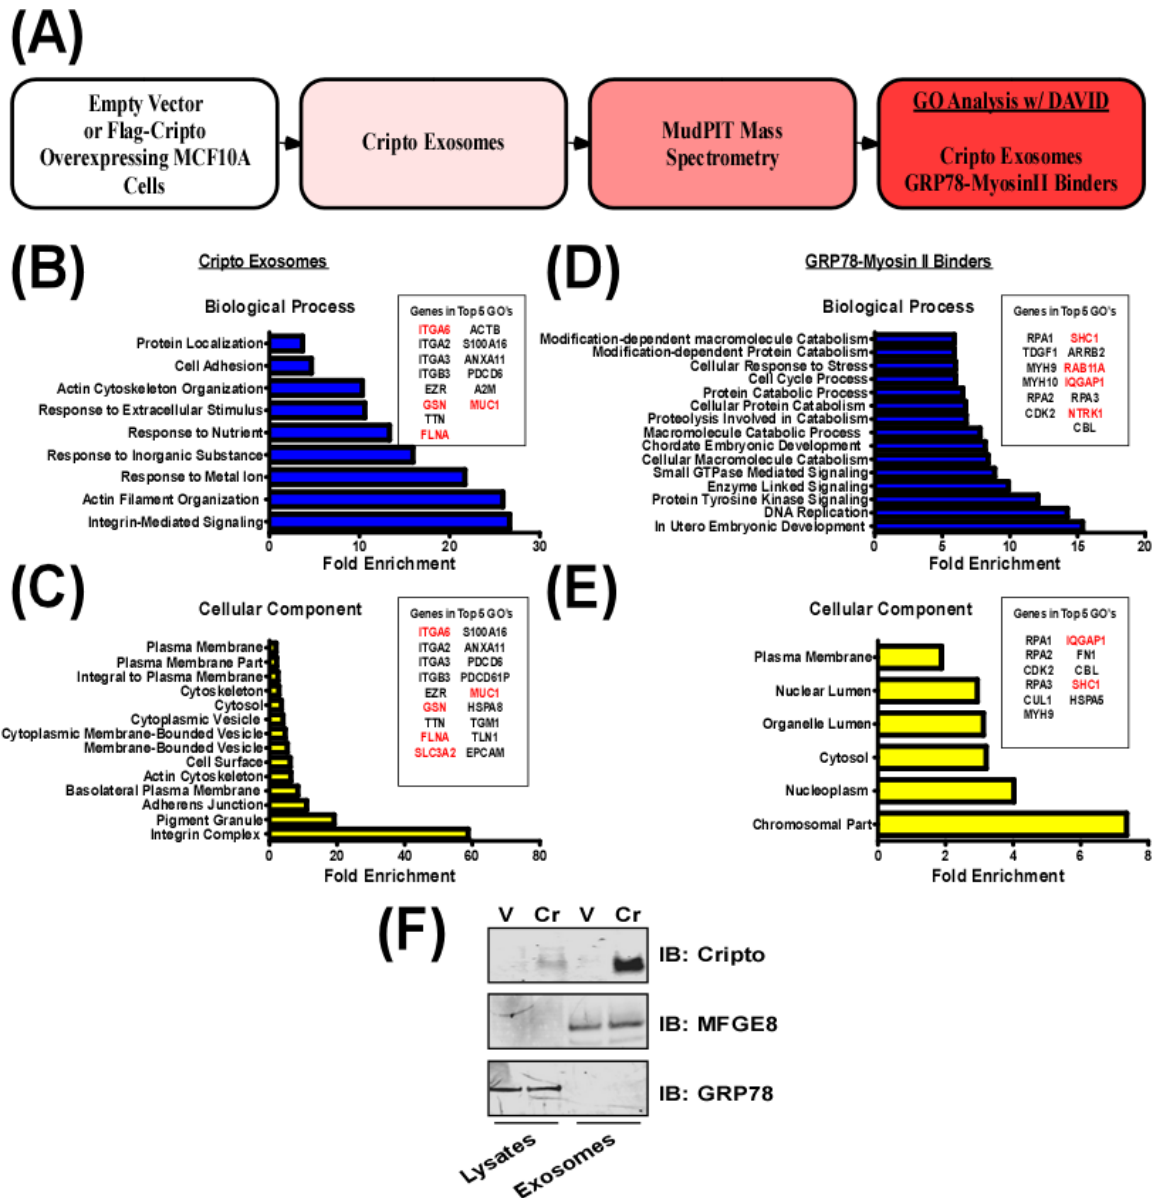 (A)
Empty Vector
or Flag-Cripto
Overexpressing MCF10A
Cells
Cripto Exosomes
MudPIT Mass
Spectrometry
GO Analysis w/ DAVID
Cripto Exosomes
GRP78-MyosinII Binders
(B)
Cripto Exosomes
Biological Process
Protein Localization
Cell Adhesion
Actin Cytoskeleton Organization
Response to Extracellular Stimulus
Response to Nutrient
Response to Inorganic Substance
Response to Metal Ion
Actin Filament Organization
Integrin-Mediated Signaling
0 10 20 30
Fold Enrichment
Genes in Top 5 GO's
ITGA6 ACTB
ITGA2 S100A16
ITGA3 ANXA11
ITGB3 PDCD6
EZR A2M
GSN MUC1
TTN
FLNA
(D)
GRP78-Myosin II Binders
Biological Process
Modification-dependent macromolecule Catabolism
Modification-dependent Protein Catabolism
Cellular Response to Stress
Cell Cycle Process
Protein Catabolic Process
Cellular Protein Catabolism
Proteolysis Involved in Catabolism
Macromolecule Catabolic Process
Chordate Embryonic Development
Cellular Macromolecule Catabolism
Small GTPase Mediated Signaling
Enzyme Linked Signaling
Protein Tyrosine Kinase Signaling
DNA Replication
In Utero Embryonic Development
0 5 10 15 20
Fold Enrichment
Genes in Top 5 GO's
RPA1 SHC1
TDGF1 ARRB2
MYH9 RAB11A
MYH10 IQGAP1
RPA2 RPA3
CDK2 NTRK1
CBL
(C)
Cellular Component
Plasma Membrane
Plasma Membrane Part
Integral to Plasma Membrane
Cytoskeleton
Cytosol
Cytoplasmic Vesicle
Cytoplasmic Membrane-Bounded Vesicle
Membrane-Bounded Vesicle
Cell Surface
Actin Cytoskeleton
Basolateral Plasma Membrane
Adherens Junction
Pigment Granule
Integrin Complex
0 20 40 60 80
Fold Enrichment
Genes in Top 5 GO's
ITGA6 S100A16
ITGA2 ANXA11
ITGA3 PDCD6
ITGB3 PDCD61P
EZR MUC1
GSN HSPA8
TTN TGM1
FLNA TLN1
SLC3A2 EPCAM
(E)
Cellular Component
Plasma Membrane
Nuclear Lumen
Organelle Lumen
Cytosol
Nucleoplasm
Chromosomal Part
0 2 4 6 8
Fold Enrichment
Genes in Top 5 GO's
RPA1 IQGAP1
RPA2 FN1
CDK2 CBL
RPA3 SHC1
CUL1 HSPA5
MYH9
(F)
V Cr V Cr
IB: Cripto
IB: MFGE8
IB: GRP78
Lysates
Exosomes